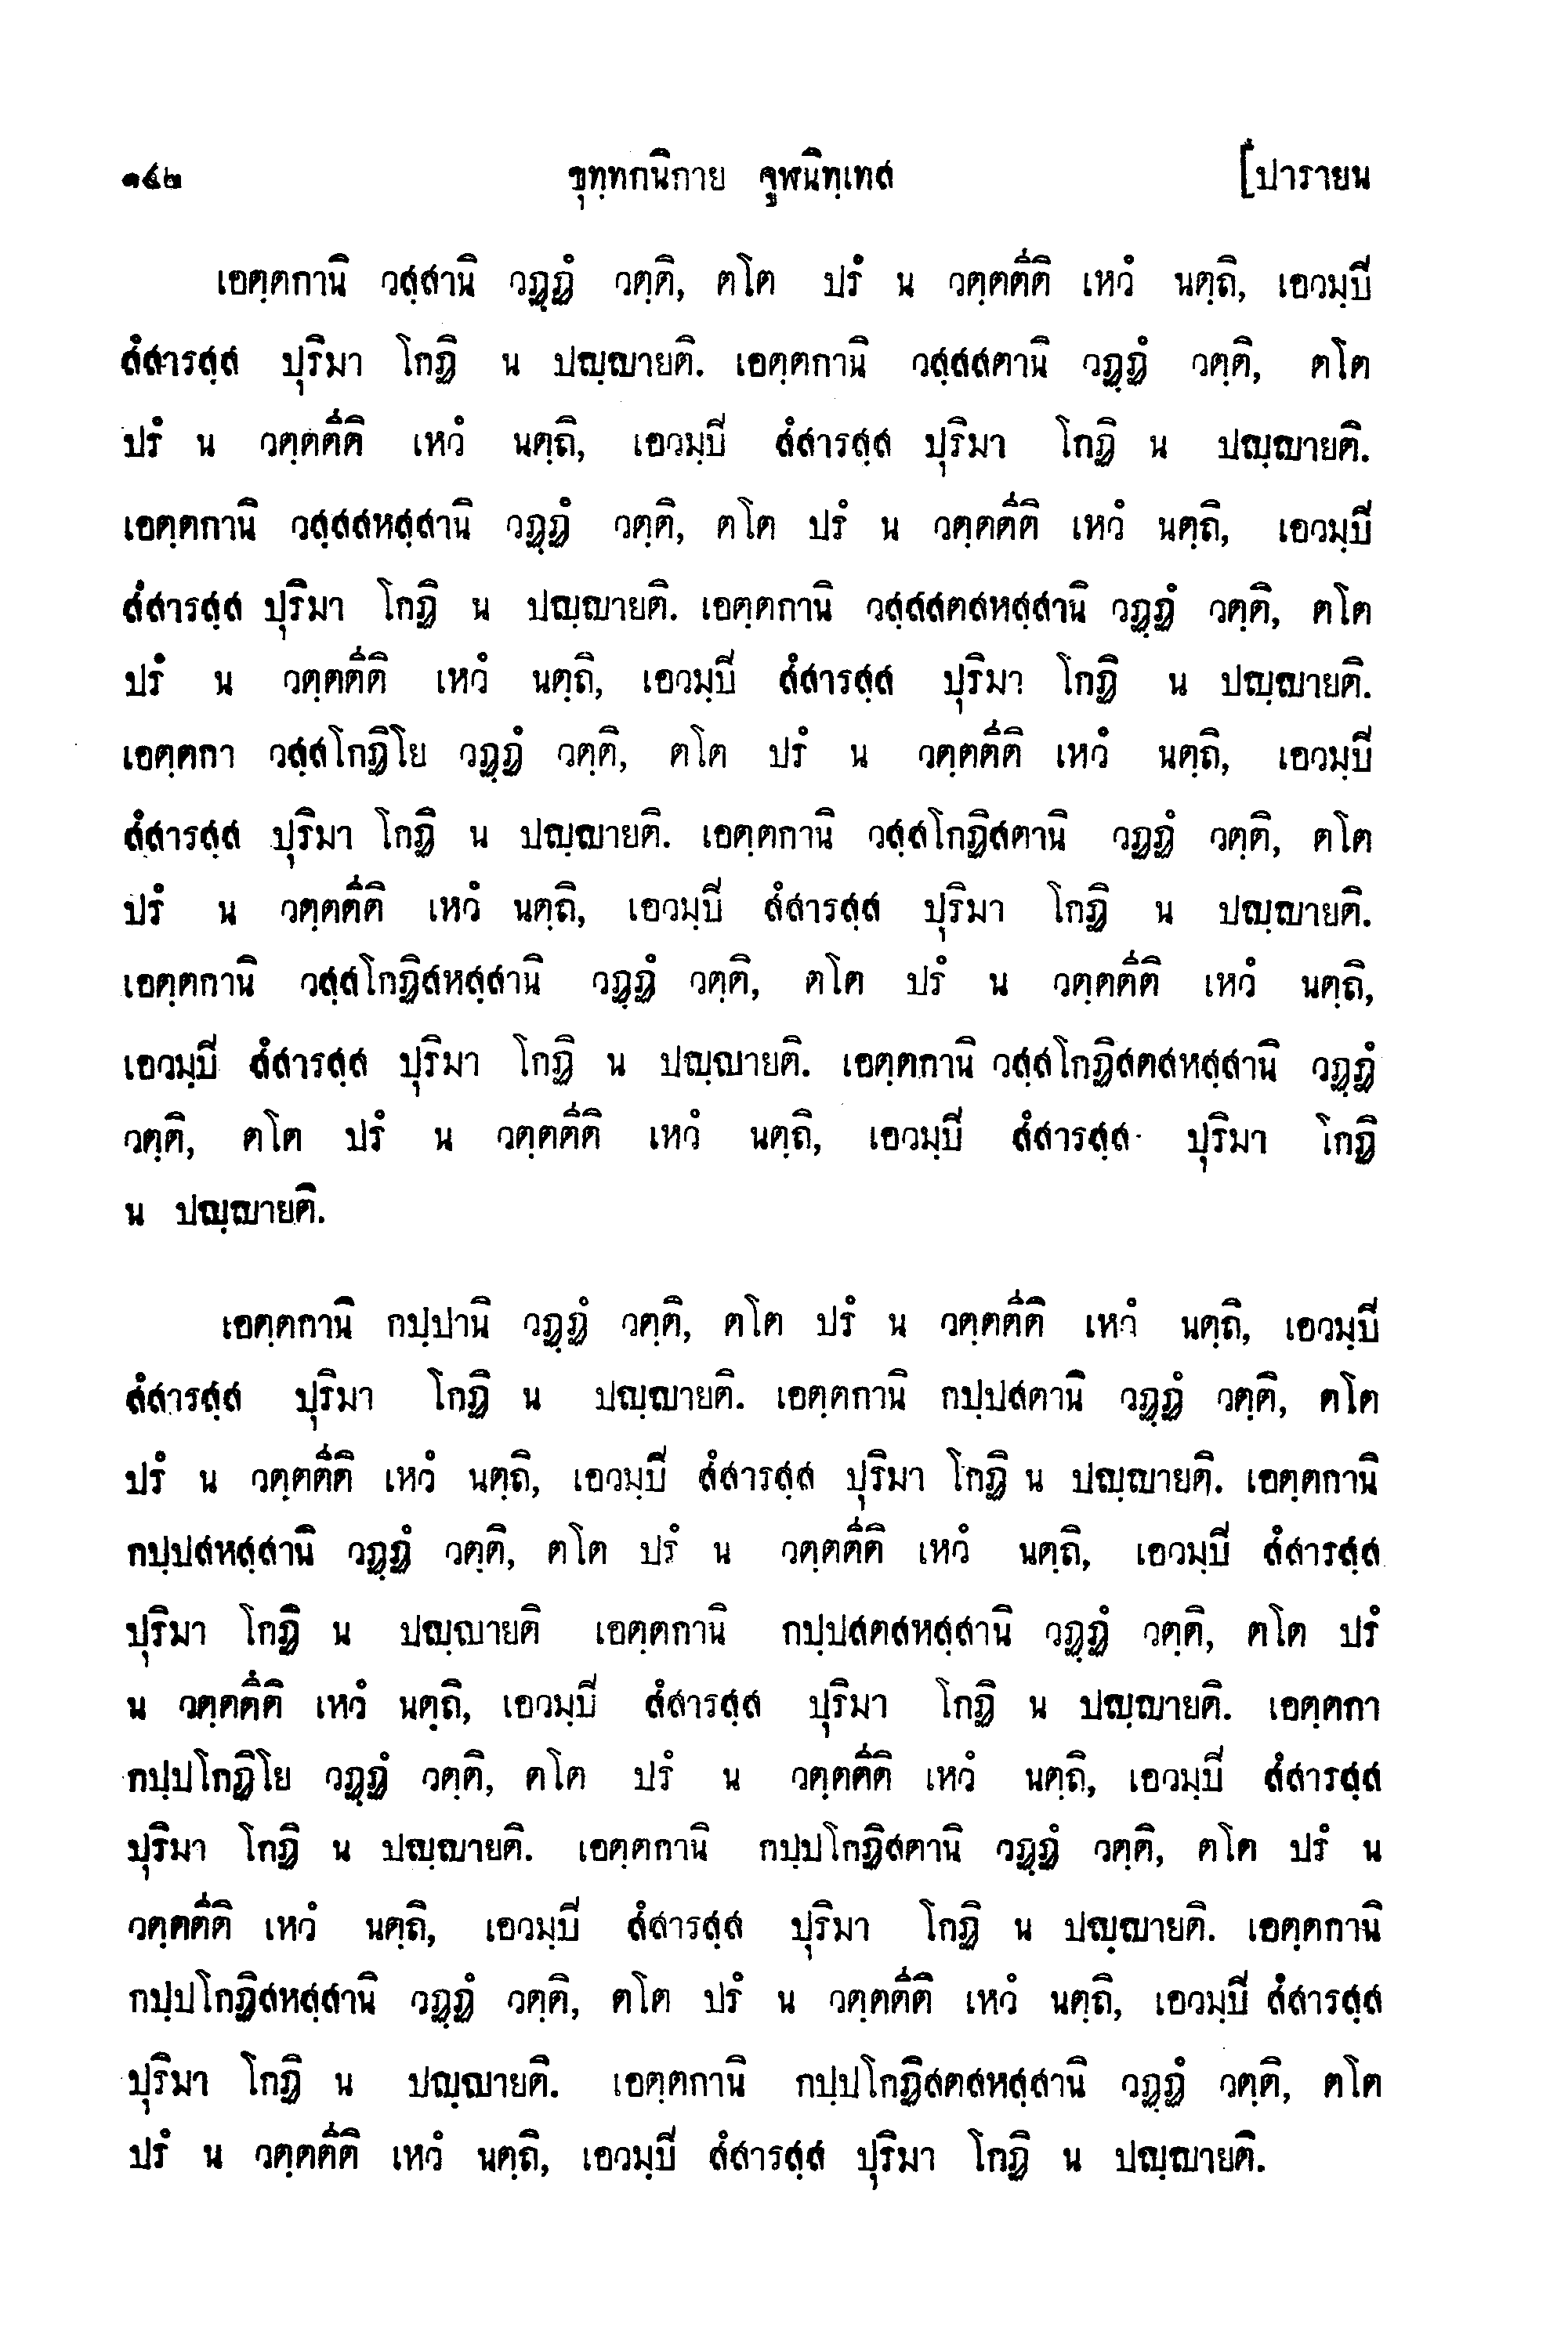 ๑๔๒ ขุทฺทกนิกาย จูฬนิทฺเทส [ปารายน
เอตฺตกานิ วสฺสานิ วฏฺฏํ วตฺติ, ตโต ปรํ น วตฺตตีติ เหวํ นตฺถิ, เอวมฺปิ
สํสารสฺส ปุริมา โกฏิ น ปญฺญายติ. เอตฺตกานิ วสฺสสตานิ วฏฺฏํ วตฺติ, ตโต
ปรํ น วตฺตตีติ เหวํ นตฺถิ, เอวมฺปิ สํสารสฺส ปุริมา โกฏิ น ปญฺญายติ.
เอตฺตกานิ วสฺสสหสฺสานิ วฏฺฏํ วตฺติ, ตโต ปรํ น วตฺตตีติ เหวํ นตฺถิ, เอวมฺปิ
สํสารสฺส ปุริมา โกฏิ น ปญฺญายติ. เอตฺตกานิ วสฺสสตสหสฺสานิ วฏฺฏํ วตฺติ, ตโต
ปรํ น วตฺตตีติ เหวํ นตฺถิ, เอวมฺปิ สํสารสฺส ปุริมา โกฏิ น ปญฺญายติ.
เอตฺตกา วสฺสโกฏิโย วฏฺฏํ วตฺติ, ตโต ปรํ น วตฺตตีติ เหวํ นตฺถิ, เอวมฺปิ
สํสารสฺส ปุริมา โกฏิ น ปญฺญายติ. เอตฺตกานิ วสฺสโกฏิสตานิ วฏฺฏํ วตฺติ, ตโต
ปรํ น วตฺตตีติ เหวํ นตฺถิ, เอวมฺปิ สํสารสฺส ปุริมา โกฏิ น ปญฺญายติ.
เอตฺตกานิ วสฺสโกฏิสหสฺสานิ วฏฺฏํ วตฺติ, ตโต ปรํ น วตฺตตีติ เหวํ นตฺถิ,
เอวมฺปิ สํสารสฺส ปุริมา โกฏิ น ปญฺญายติ. เอตฺตกานิ วสฺสโกฏิสตสหสฺสานิ วฏฺฏํ
วตฺติ, ตโต ปรํ น วตฺตตีติ เหวํ นตฺถิ, เอวมฺปิ สํสารสฺส ปุริมา โกฏิ
น ปญฺญายติ.
เอตฺตกานิ กปฺปานิ วฏฺฏํ วตฺติ, ตโต ปรํ น วตฺตตีติ เหวํ นตฺถิ, เอวมฺปิ
สํสารสฺส ปุริมา โกฏิ น ปญฺญายติ. เอตฺตกานิ กปฺปสตานิ วฏฺฏํ วตฺติ, ตโต
ปรํ น วตฺตตีติ เหวํ นตฺถิ, เอวมฺปิ สํสารสฺส ปุริมา โกฏิ น ปญฺญายติ. เอตฺตกานิ
กปฺปสหสฺสานิ วฏฺฏํ วตฺติ, ตโต ปรํ น วตฺตตีติ เหวํ นตฺถิ, เอวมฺปิ สํสารสฺส
ปุริมา โกฏิ น ปญฺญายติ เอตฺตกานิ กปฺปสตสหสฺสานิ วฏฺฏํ วตฺติ, ตโต ปรํ
น วตฺตตีติ เหวํ นตฺถิ, เอวมฺปิ สํสารสฺส ปุริมา โกฏิ น ปญฺญายติ. เอตฺตกา
กปฺปโกฏิโย วฏฺฏํ วตฺติ, ตโต ปรํ น วตฺตตีติ เหวํ นตฺถิ, เอวมฺปิ สํสารสฺส
ปุริมา โกฏิ น ปญฺญายติ. เอตฺตกานิ กปฺปโกฏิสตานิ วฏฺฏํ วตฺติ, ตโต ปรํ น
วตฺตตีติ เหวํ นตฺถิ, เอวมฺปิ สํสารสฺส ปุริมา โกฏิ น ปญฺญายติ. เอตฺตกานิ
กปฺปโกฏิสหสฺสานิ วฏฺฏํ วตฺติ, ตโต ปรํ น วตฺตตีติ เหวํ นตฺถิ, เอวมฺปิ สํสารสฺส
ปุริมา โกฏิ น ปญฺญายติ. เอตฺตกานิ กปฺปโกฏิสตสหสฺสานิ วฏฺฏํ วตฺติ, ตโต
ปรํ น วตฺตตีติ เหวํ นตฺถิ, เอวมฺปิ สํสารสฺส ปุริมา โกฏิ น ปญฺญายติ.